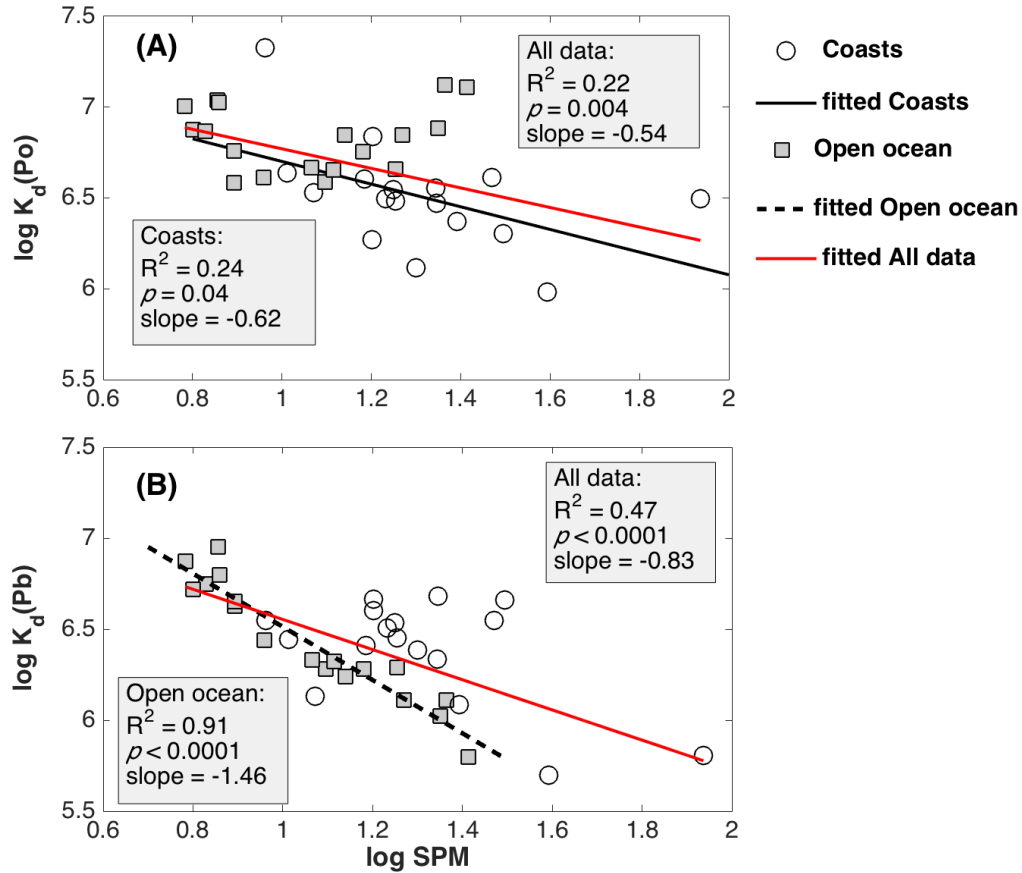 (A)
All data:
R² = 0.22
p = 0.004
slope = -0.54
Coasts:
R² = 0.24
p = 0.04
slope = -0.62
log K_d(Po)
7.5
7
6.5
6
5.5
0.6 0.8 1 1.2 1.4 1.6 1.8 2
Coasts
fitted Coasts
Open ocean
fitted Open ocean
fitted All data
(B)
All data:
R² = 0.47
p < 0.0001
slope = -0.83
Open ocean:
R² = 0.91
p < 0.0001
slope = -1.46
log K_d(Pb)
7.5
7
6.5
6
5.5
0.6 0.8 1 1.2 1.4 1.6 1.8 2
log SPM